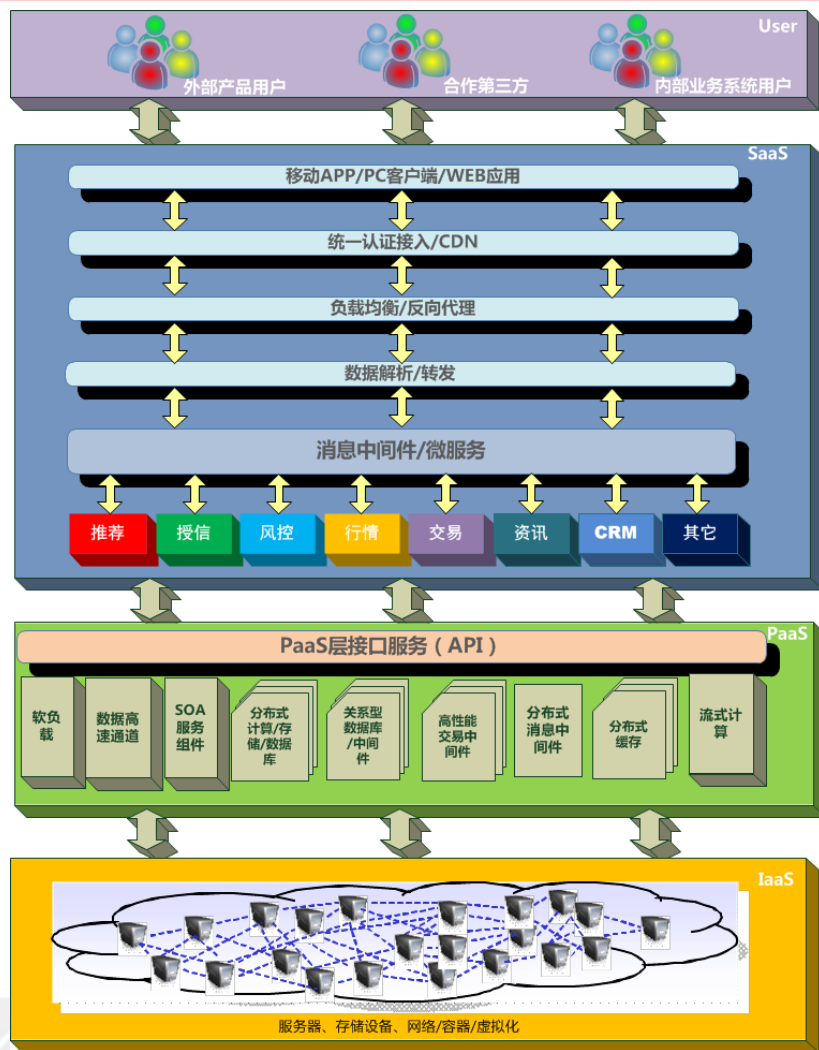 User
外部产品用户
合作第三方
内部业务系统用户
SaaS
移动APP/PC客户端/WEB应用
统一认证接入/CDN
负载均衡/反向代理
数据解析/转发
消息中间件/微服务
推荐
授信
风控
行情
交易
资讯
CRM
其它
PaaS
PaaS层接口服务（API）
软负
载
数据高
速通道
SOA
服务
组件
分布式
计算/存
储/数据
库
关系型
数据库
/中间
件
高性能
交易中
间件
分布式
消息中
间件
分布式
缓存
流式计
算
IaaS
服务器、存储设备、网络/容器/虚拟化